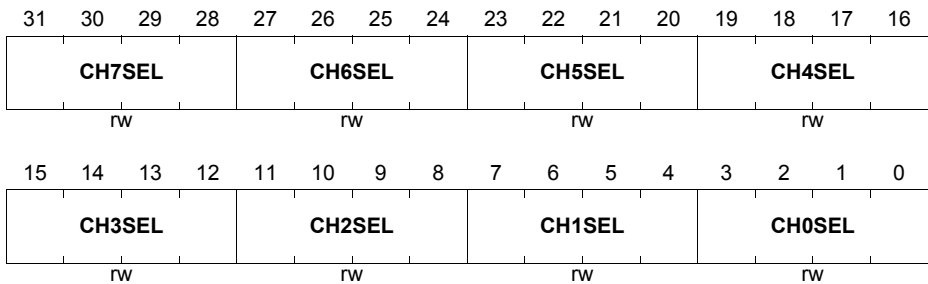 31 30 29 28 27 26 25 24 23 22 21 20 19 18 17 16
CH7SEL CH6SEL CH5SEL CH4SEL
rw rw rw rw
15 14 13 12 11 10 9 8 7 6 5 4 3 2 1 0
CH3SEL CH2SEL CH1SEL CH0SEL
rw rw rw rw